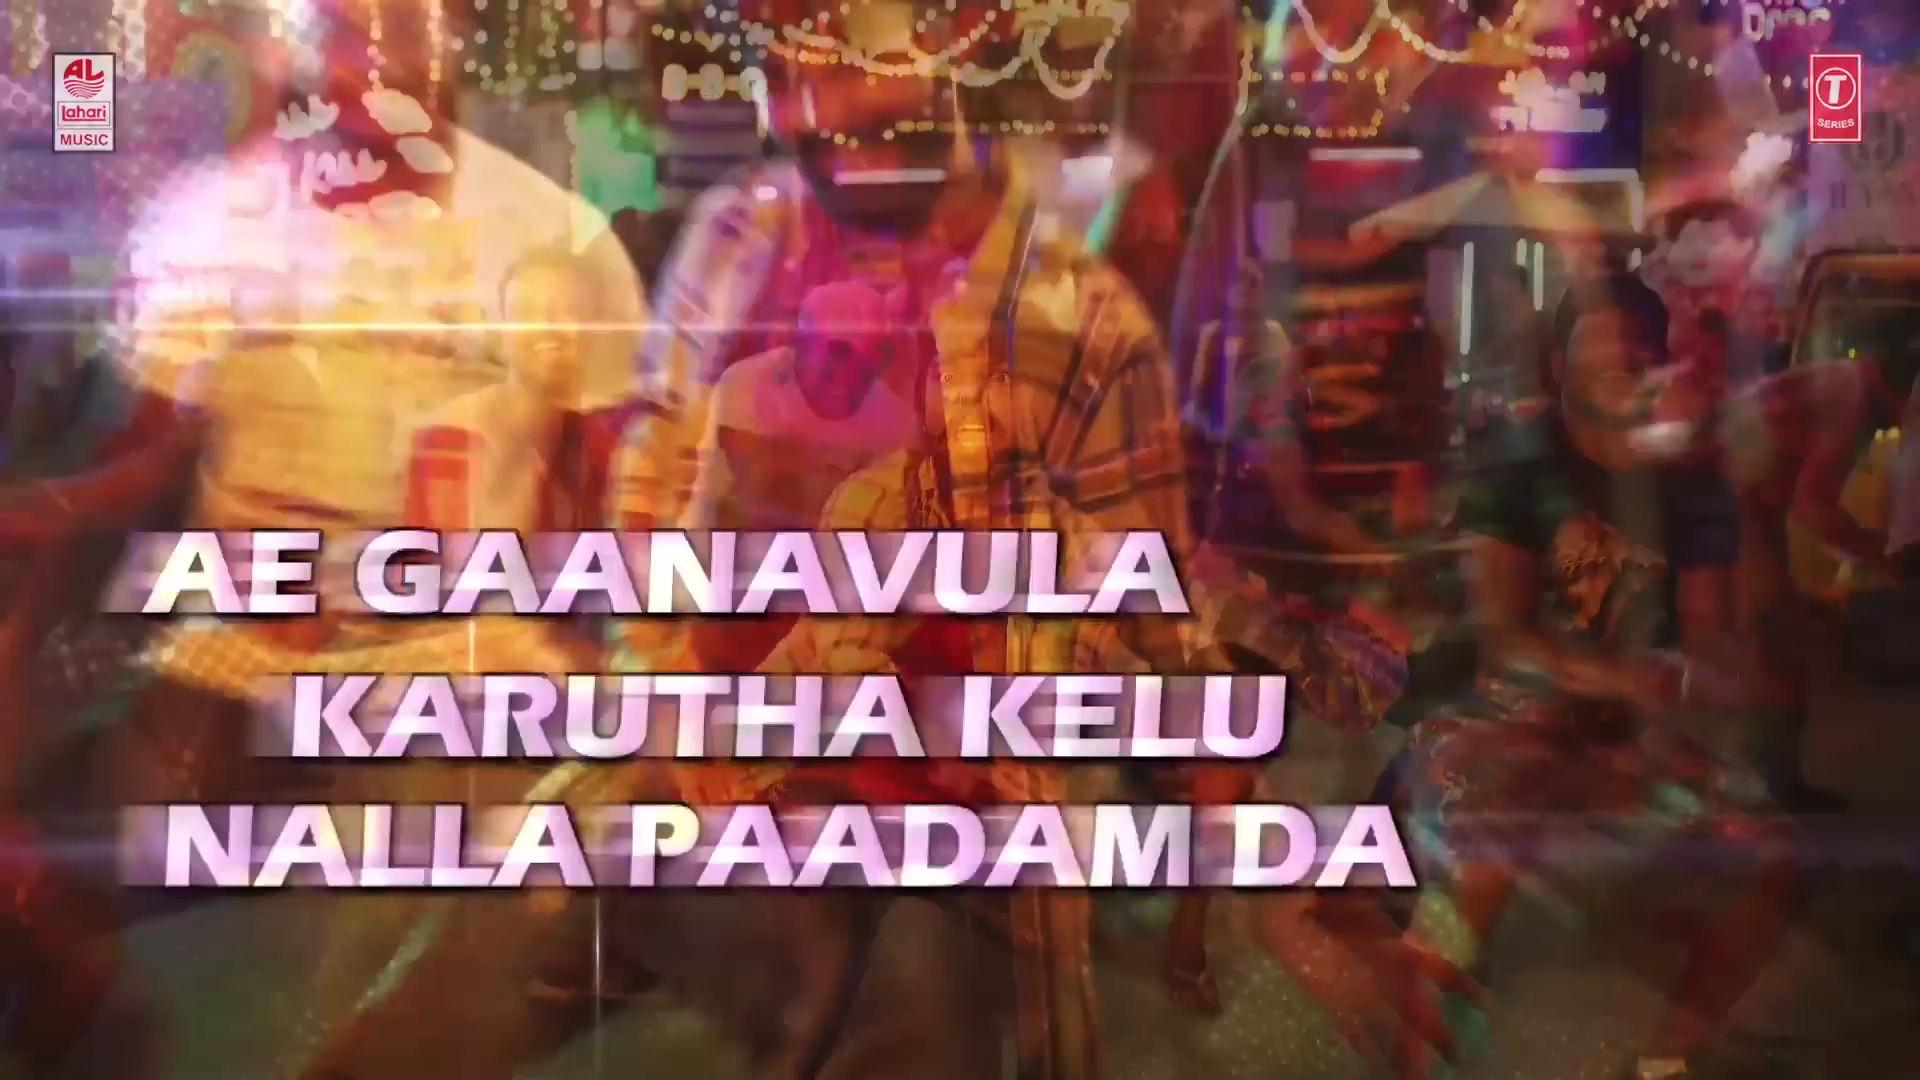 AL
lahari
MUSIC
T
SERIES
AE GAANAVULA
KARUTHA KELU
NALLA PAADAM DA